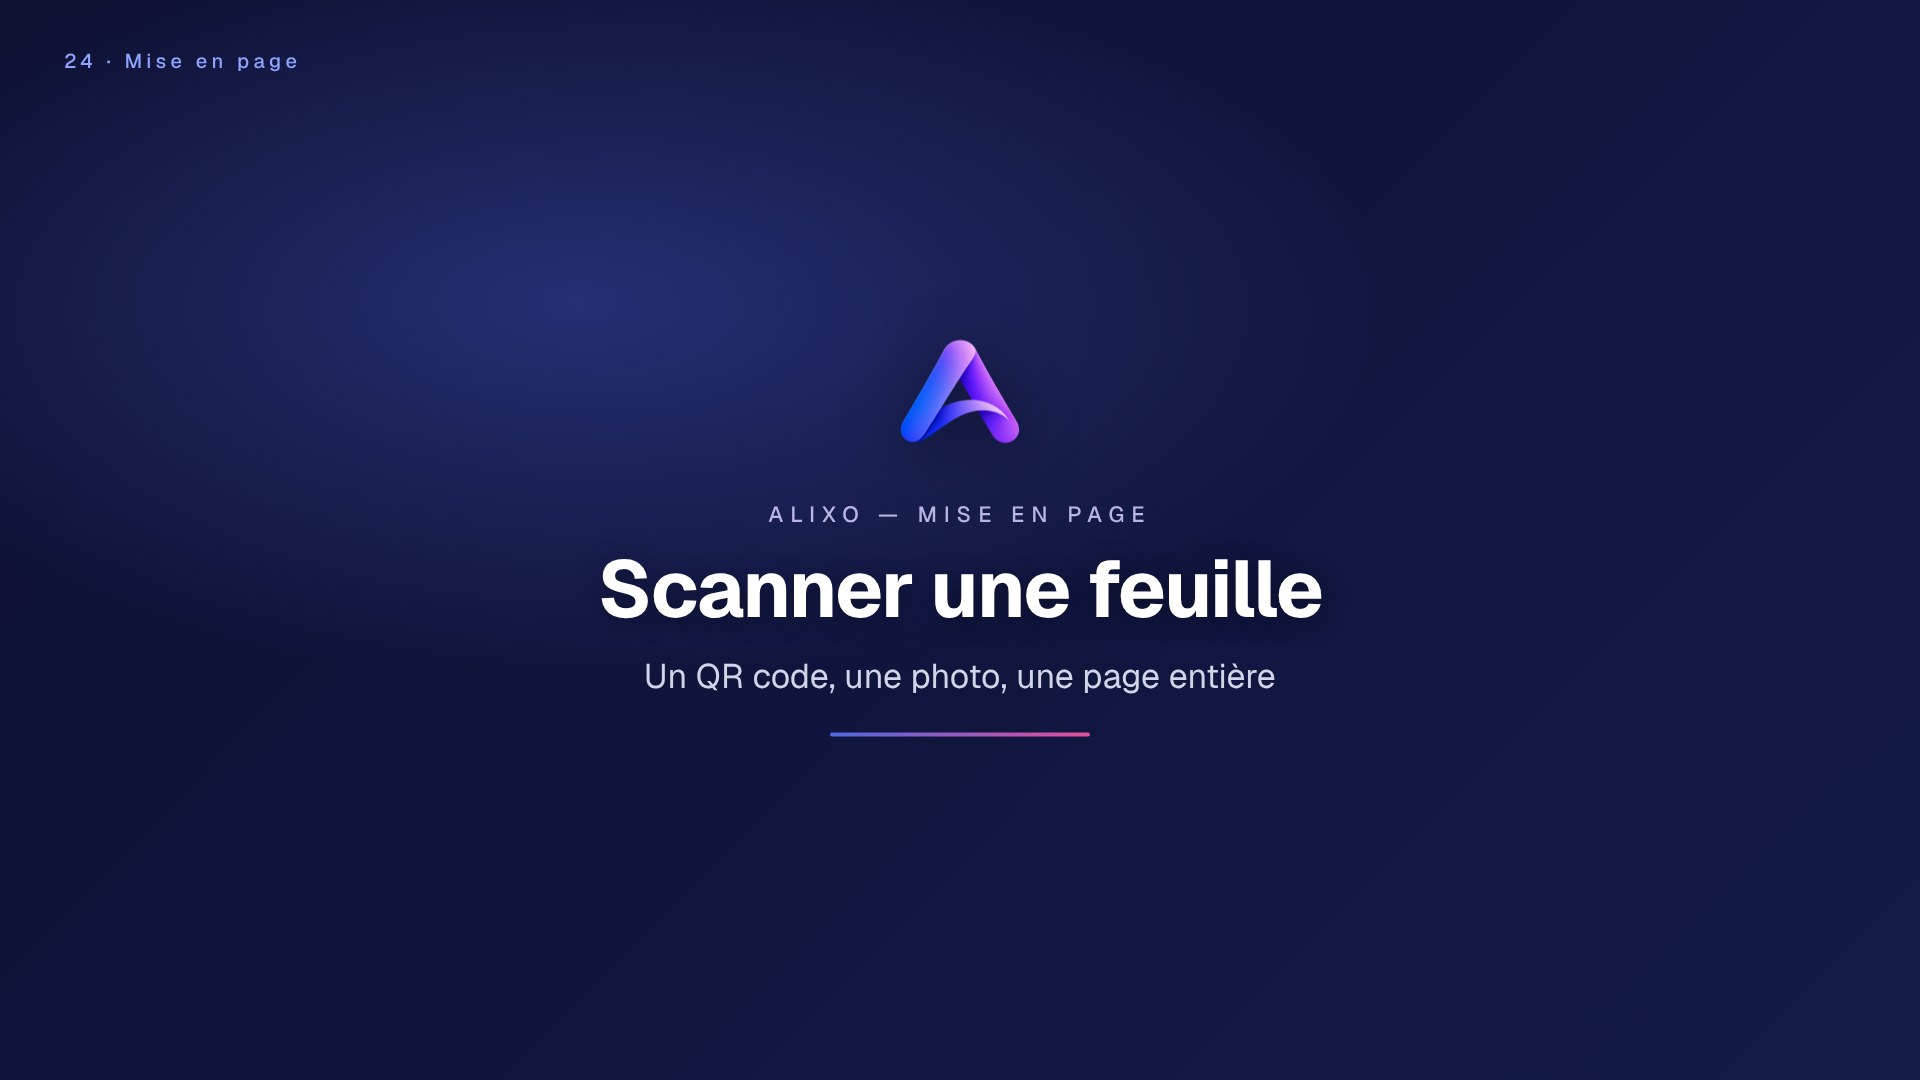 24 · Mise en page
ALIXO — MISE EN PAGE
Scanner une feuille
Un QR code, une photo, une page entière